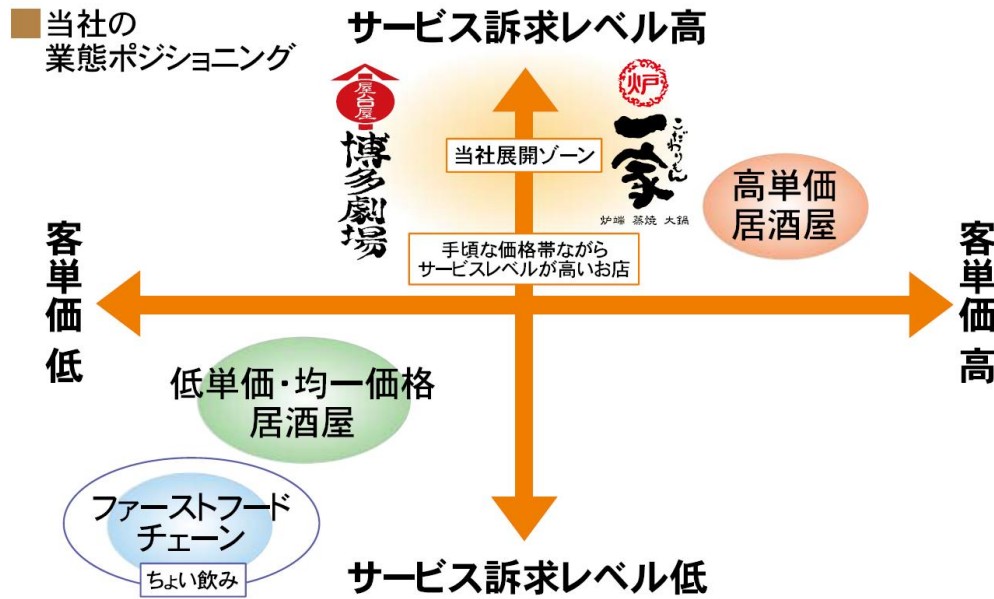 当社の
業態ポジショニング
サービス訴求レベル高
屋台屋
博多劇場
炉
こだわりもん
一家
炉端 蒸焼 大鍋
当社展開ゾーン
高単価
居酒屋
手頃な価格帯ながら
サービスレベルが高いお店
客単価 低
客単価 高
低単価・均一価格
居酒屋
ファーストフード
チェーン
ちょい飲み
サービス訴求レベル低